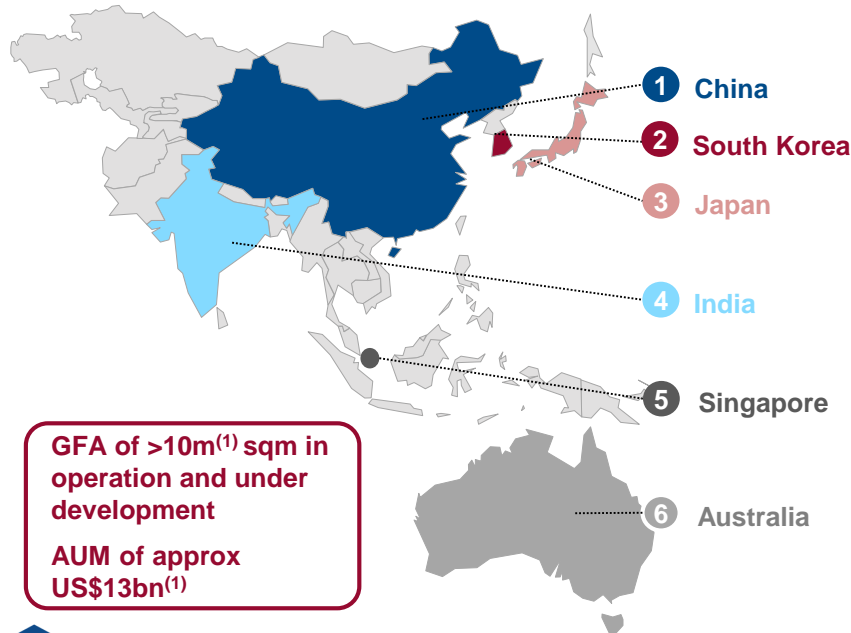 1 China
2 South Korea
3 Japan
4 India
5 Singapore
6 Australia
GFA of >10m(1) sqm in
operation and under
development
AUM of approx
US$13bn(1)